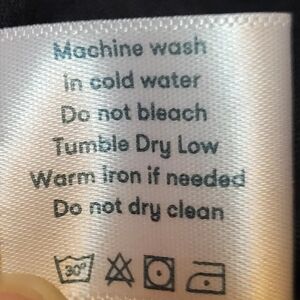 Machine wash
in cold water
Do not bleach
Tumble Dry Low
Warm iron if needed
Do not dry clean
30°